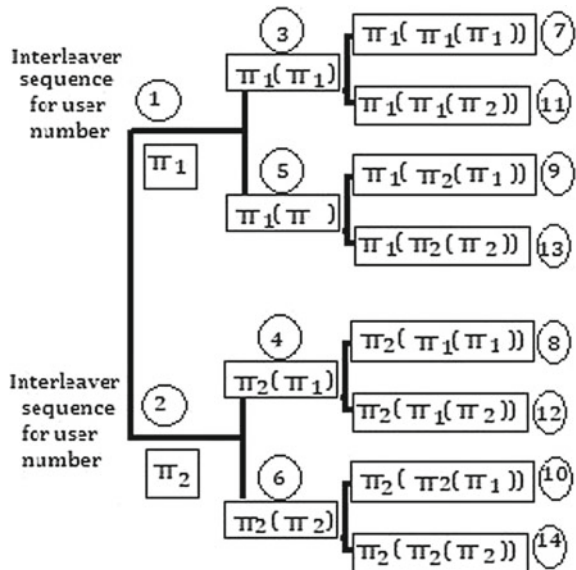 Interleaver
sequence
for user
number
1
π1
3
π1(π1)
π1(π1(π1))
7
π1(π1(π2))
11
5
π1(π )
π1(π2(π1))
9
π1(π2(π2))
13
Interleaver
sequence
for user
number
2
π2
4
π2(π1)
π2(π1(π1))
8
π2(π1(π2))
12
6
π2(π2)
π2(π2(π1))
10
π2(π2(π2))
14